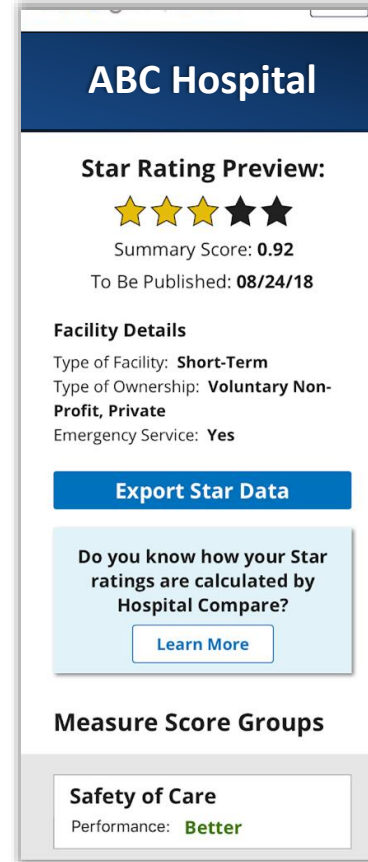 ABC Hospital
Star Rating Preview:
Summary Score: 0.92
To Be Published: 08/24/18
Facility Details
Type of Facility: Short-Term
Type of Ownership: Voluntary Non-
Profit, Private
Emergency Service: Yes
Export Star Data
Do you know how your Star
ratings are calculated by
Hospital Compare?
Learn More
Measure Score Groups
Safety of Care
Performance: Better